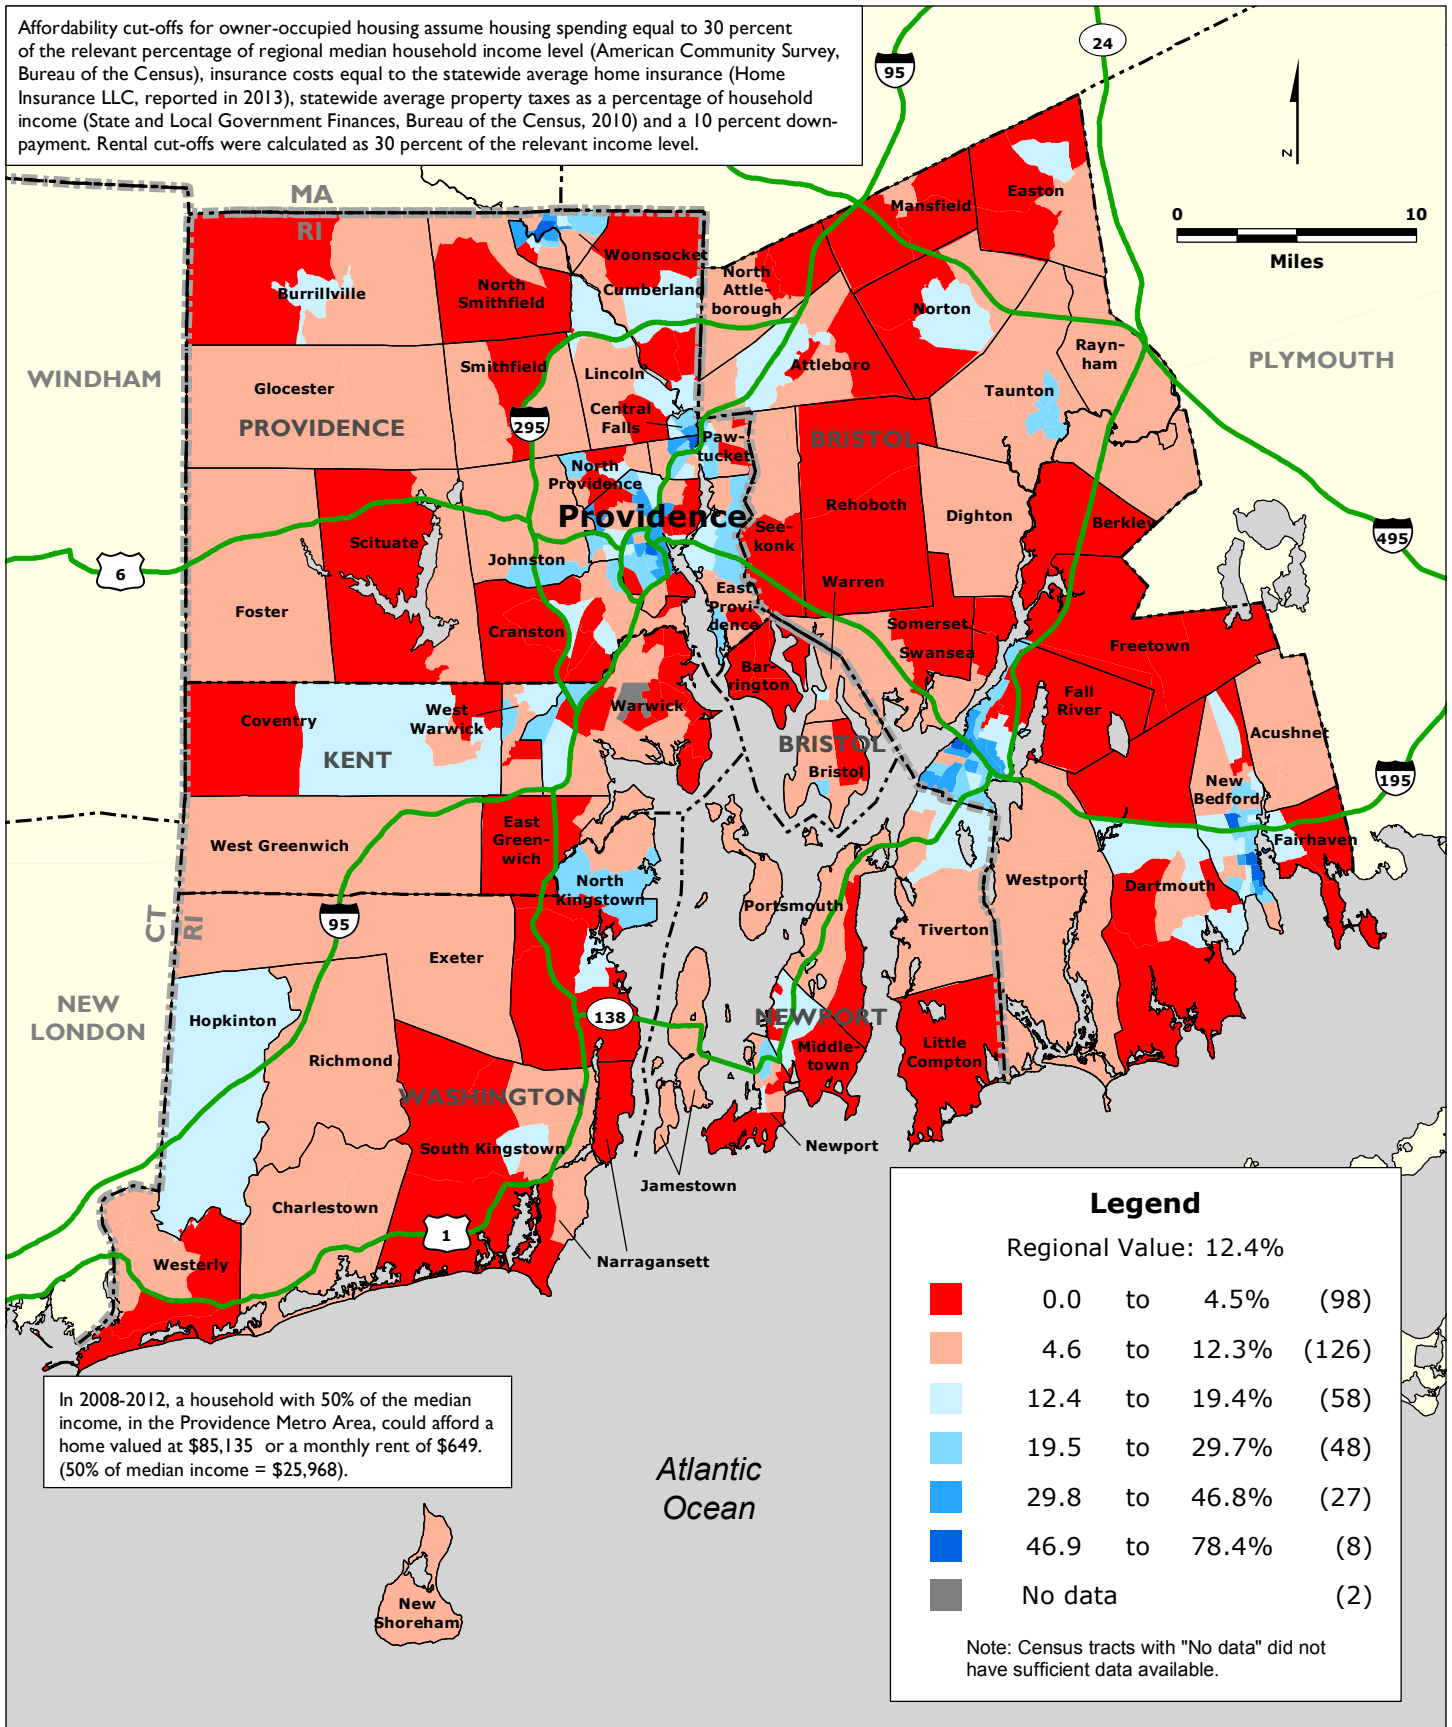 Affordability cut-offs for owner-occupied housing assume housing spending equal to 30 percent
of the relevant percentage of regional median household income level (American Community Survey,
Bureau of the Census), insurance costs equal to the statewide average home insurance (Home
Insurance LLC, reported in 2013), statewide average property taxes as a percentage of household
income (State and Local Government Finances, Bureau of the Census, 2010) and a 10 percent down-
payment. Rental cut-offs were calculated as 30 percent of the relevant income level.
95
24
N
0 10
Miles
MA
RI
Easton
Mansfield
Woonsocket
North
Attle-
borough
Cumberland
Burrillville
North
Smithfield
Norton
Rayn-
ham
PLYMOUTH
WINDHAM
Smithfield
Lincoln
Attleboro
Taunton
Glocester
PROVIDENCE
295
Central
Falls
Paw-
tucket
BRISTOL
North
Providence
Providence
Rehoboth
Dighton
Berkley
495
See-
konk
Scituate
Johnston
6
Foster
Warren
East
Provi-
dence
Cranston
Somerset
Swansea
Freetown
Bar-
rington
Fall
River
Warwick
Coventry
West
Warwick
KENT
BRISTOL
Bristol
Acushnet
New
Bedford
195
Fairhaven
West Greenwich
East
Green-
wich
North
Kingstown
Westport
Dartmouth
Portsmouth
CT
RI
95
Tiverton
Exeter
NEW
LONDON
Hopkinton
138
NEWPORT
Richmond
Middle-
town
Little
Compton
WASHINGTON
South Kingstown
Newport
Jamestown
Charlestown
1
Narragansett
Westerly
Legend
Regional Value: 12.4%
0.0 to 4.5% (98)
4.6 to 12.3% (126)
12.4 to 19.4% (58)
19.5 to 29.7% (48)
29.8 to 46.8% (27)
46.9 to 78.4% (8)
No data (2)
Note: Census tracts with "No data" did not
have sufficient data available.
In 2008-2012, a household with 50% of the median
income, in the Providence Metro Area, could afford a
home valued at $85,135 or a monthly rent of $649.
(50% of median income = $25,968).
Atlantic
Ocean
New
Shoreham